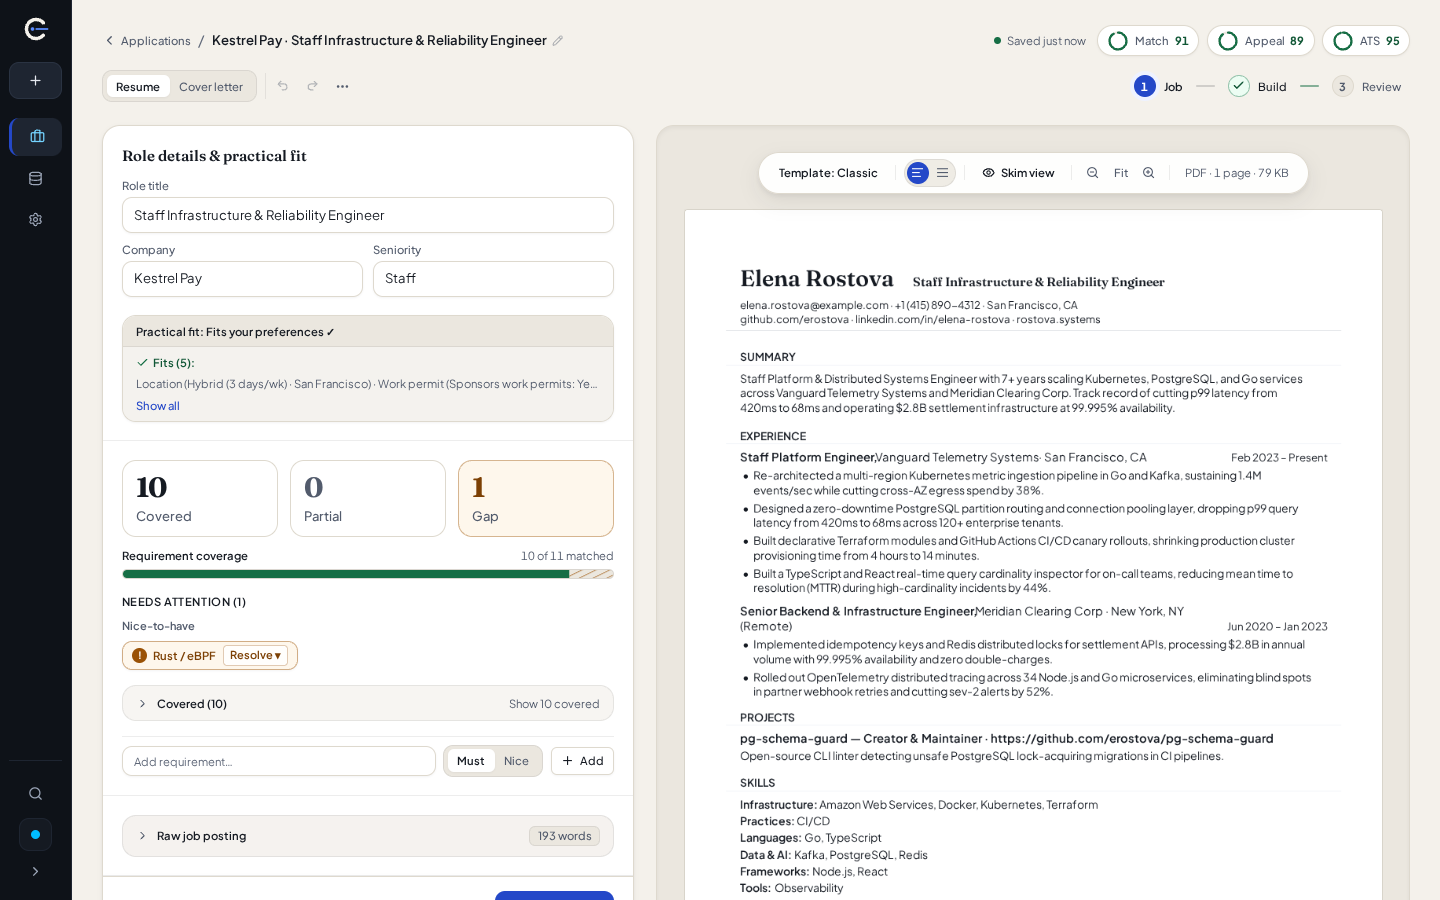 Applications / Kestrel Pay · Staff Infrastructure & Reliability Engineer
Saved just now
Match 91
Appeal 89
ATS 95
Resume
Cover letter
1 Job
Build
3 Review
Role details & practical fit
Role title
Staff Infrastructure & Reliability Engineer
Company
Seniority
Kestrel Pay
Staff
Practical fit: Fits your preferences ✓
Fits (5):
Location (Hybrid (3 days/wk) · San Francisco) · Work permit (Sponsors work permits: Ye...
Show all
10
Covered
0
Partial
1
Gap
Requirement coverage
10 of 11 matched
NEEDS ATTENTION (1)
Nice-to-have
! Rust / eBPF
Resolve ▾
Covered (10)
Show 10 covered
Add requirement...
Must
Nice
+ Add
Raw job posting
193 words
Template: Classic
Skim view
Fit
PDF · 1 page · 79 KB
Elena Rostova
Staff Infrastructure & Reliability Engineer
elena.rostova@example.com · +1 (415) 890-4312 · San Francisco, CA
github.com/erostova · linkedin.com/in/elena-rostova · rostova.systems
SUMMARY
Staff Platform & Distributed Systems Engineer with 7+ years scaling Kubernetes, PostgreSQL, and Go services
across Vanguard Telemetry Systems and Meridian Clearing Corp. Track record of cutting p99 latency from
420ms to 68ms and operating $2.8B settlement infrastructure at 99.995% availability.
EXPERIENCE
Staff Platform Engineer, Vanguard Telemetry Systems · San Francisco, CA
Feb 2023 – Present
• Re-architected a multi-region Kubernetes metric ingestion pipeline in Go and Kafka, sustaining 1.4M
events/sec while cutting cross-AZ egress spend by 38%.
• Designed a zero-downtime PostgreSQL partition routing and connection pooling layer, dropping p99 query
latency from 420ms to 68ms across 120+ enterprise tenants.
• Built declarative Terraform modules and GitHub Actions CI/CD canary rollouts, shrinking production cluster
provisioning time from 4 hours to 14 minutes.
• Built a TypeScript and React real-time query cardinality inspector for on-call teams, reducing mean time to
resolution (MTTR) during high-cardinality incidents by 44%.
Senior Backend & Infrastructure Engineer, Meridian Clearing Corp · New York, NY
(Remote)
Jun 2020 – Jan 2023
• Implemented idempotency keys and Redis distributed locks for settlement APIs, processing $2.8B in annual
volume with 99.995% availability and zero double-charges.
• Rolled out OpenTelemetry distributed tracing across 34 Node.js and Go microservices, eliminating blind spots
in partner webhook retries and cutting sev-2 alerts by 52%.
PROJECTS
pg-schema-guard — Creator & Maintainer · https://github.com/erostova/pg-schema-guard
Open-source CLI linter detecting unsafe PostgreSQL lock-acquiring migrations in CI pipelines.
SKILLS
Infrastructure: Amazon Web Services, Docker, Kubernetes, Terraform
Practices: CI/CD
Languages: Go, TypeScript
Data & AI: Kafka, PostgreSQL, Redis
Frameworks: Node.js, React
Tools: Observability